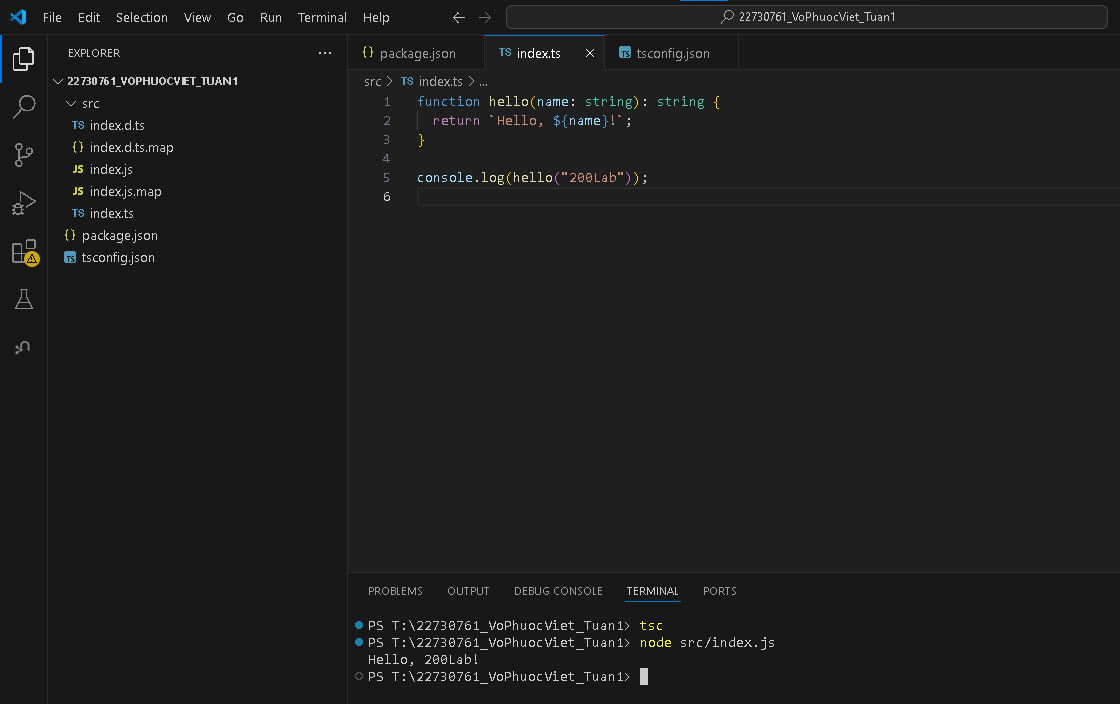 File Edit Selection View Go Run Terminal Help
22730761_VoPhuocViet_Tuan1
EXPLORER
22730761_VOPHUOCVIET_TUAN1
src
TS index.d.ts
{} index.d.ts.map
JS index.js
JS index.js.map
TS index.ts
{} package.json
TS tsconfig.json
{} package.json TS index.ts TS tsconfig.json
src > TS index.ts > ...
1 function hello(name: string): string {
2 return `Hello, ${name}!`;
3 }
4
5 console.log(hello("200Lab"));
6
PROBLEMS OUTPUT DEBUG CONSOLE TERMINAL PORTS
PS T:\22730761_VoPhuocViet_Tuan1> tsc
PS T:\22730761_VoPhuocViet_Tuan1> node src/index.js
Hello, 200Lab!
PS T:\22730761_VoPhuocViet_Tuan1>